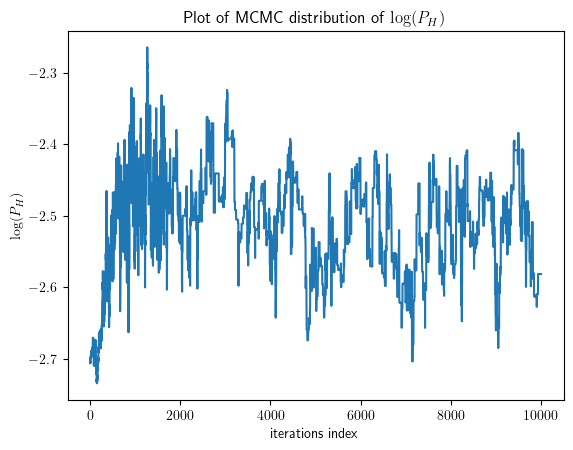 Plot of MCMC distribution of log(P_H)
log(P_H)
−2.3
−2.4
−2.5
−2.6
−2.7
0 2000 4000 6000 8000 10000
iterations index